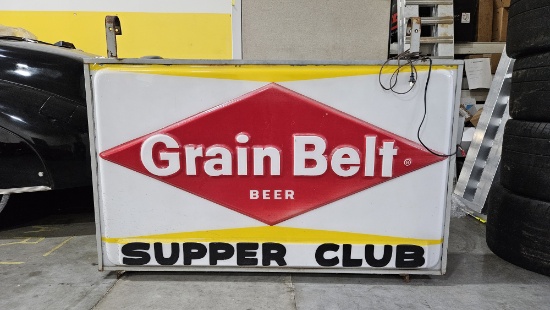 Grain Belt®
BEER
SUPPER CLUB